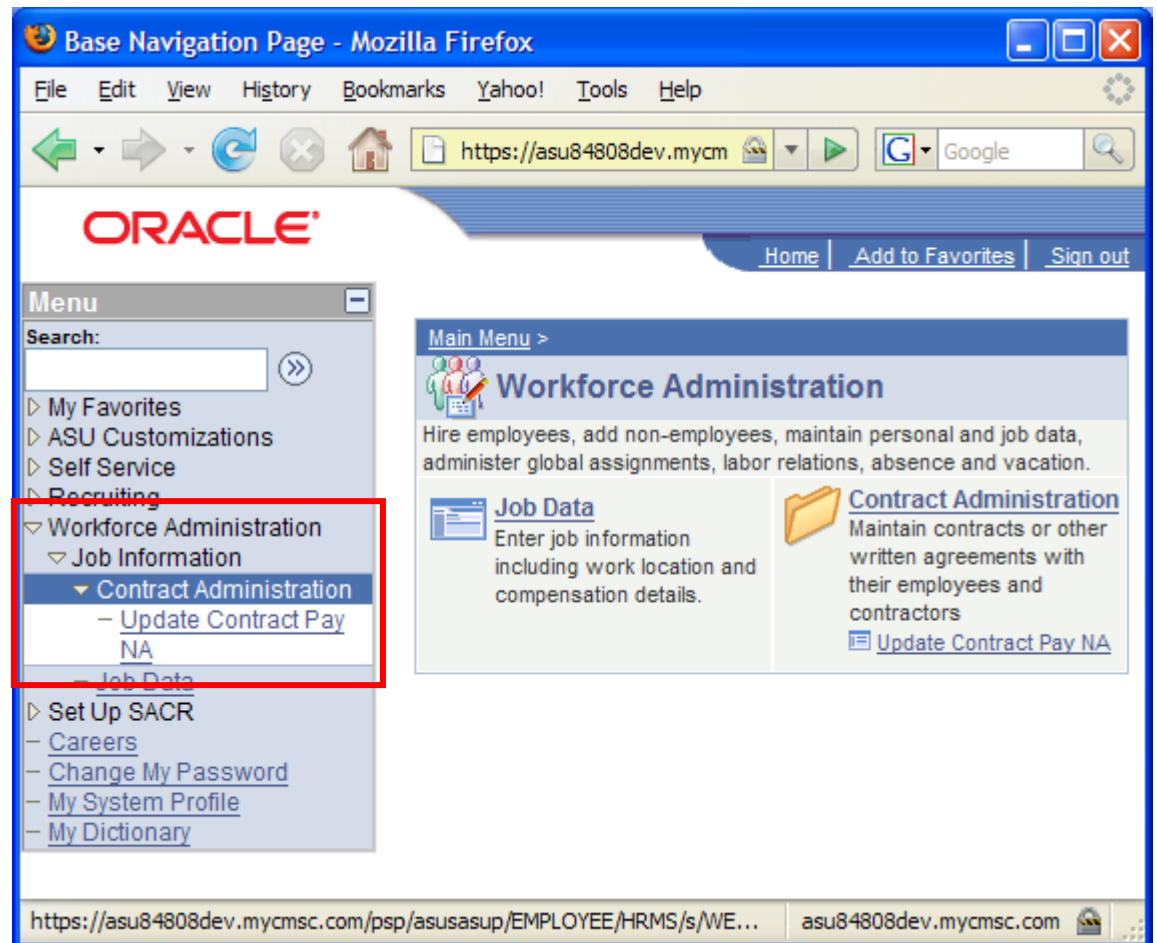 Base Navigation Page - Mozilla Firefox
File Edit View History Bookmarks Yahoo! Tools Help
https://asu84808dev.mycm
G Google
ORACLE
Home | Add to Favorites | Sign out
Menu
Search:
My Favorites
ASU Customizations
Self Service
Recruiting
Workforce Administration
Job Information
Contract Administration
– Update Contract Pay
NA
– Job Data
Set Up SACR
– Careers
– Change My Password
– My System Profile
– My Dictionary
Main Menu >
Workforce Administration
Hire employees, add non-employees, maintain personal and job data,
administer global assignments, labor relations, absence and vacation.
Job Data
Enter job information
including work location and
compensation details.
Contract Administration
Maintain contracts or other
written agreements with
their employees and
contractors
Update Contract Pay NA
https://asu84808dev.mycmsc.com/psp/asusasup/EMPLOYEE/HRMS/s/WE...
asu84808dev.mycmsc.com